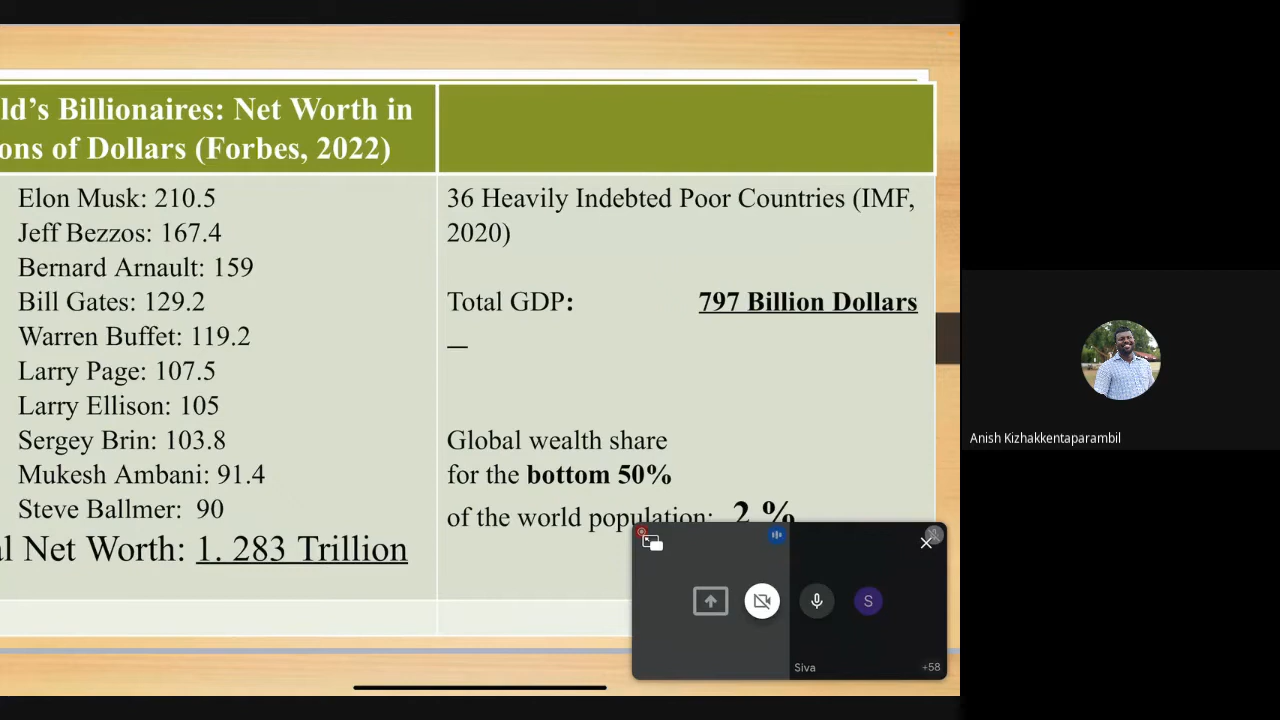 ld’s Billionaires: Net Worth in
ons of Dollars (Forbes, 2022)
Elon Musk: 210.5
Jeff Bezzos: 167.4
Bernard Arnault: 159
Bill Gates: 129.2
Warren Buffet: 119.2
Larry Page: 107.5
Larry Ellison: 105
Sergey Brin: 103.8
Mukesh Ambani: 91.4
Steve Ballmer: 90
al Net Worth: 1. 283 Trillion
36 Heavily Indebted Poor Countries (IMF,
2020)
Total GDP: 797 Billion Dollars
Global wealth share
for the bottom 50%
of the world population: 2 %
S
Siva
+58
Anish Kizhakkentaparambil